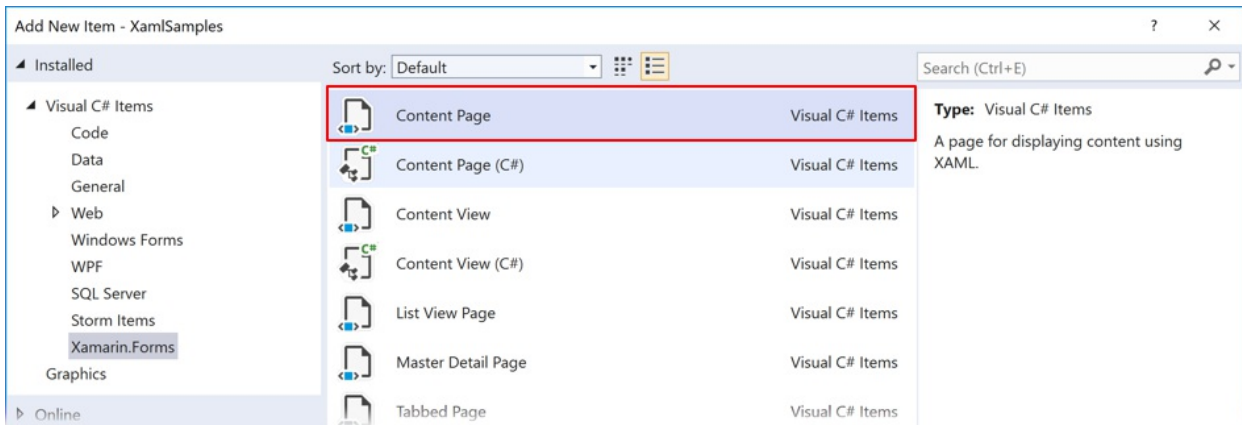 Add New Item - XamlSamples ? ×
Installed
Sort by: Default
Search (Ctrl+E)
Visual C# Items
Code
Data
General
Web
Windows Forms
WPF
SQL Server
Storm Items
Xamarin.Forms
Graphics
Online
Content Page Visual C# Items
C#
Content Page (C#) Visual C# Items
Content View Visual C# Items
C#
Content View (C#) Visual C# Items
List View Page Visual C# Items
Master Detail Page Visual C# Items
Tabbed Page Visual C# Items
Type: Visual C# Items
A page for displaying content using
XAML.